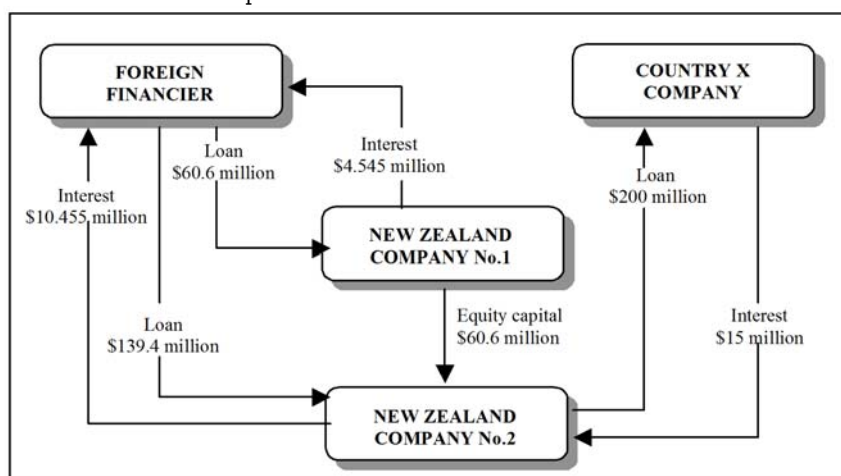 FOREIGN
FINANCIER
COUNTRY X
COMPANY
Loan
$60.6 million
Interest
$4.545 million
Interest
$10.455 million
Loan
$200 million
NEW ZEALAND
COMPANY No.1
Loan
$139.4 million
Equity capital
$60.6 million
Interest
$15 million
NEW ZEALAND
COMPANY No.2